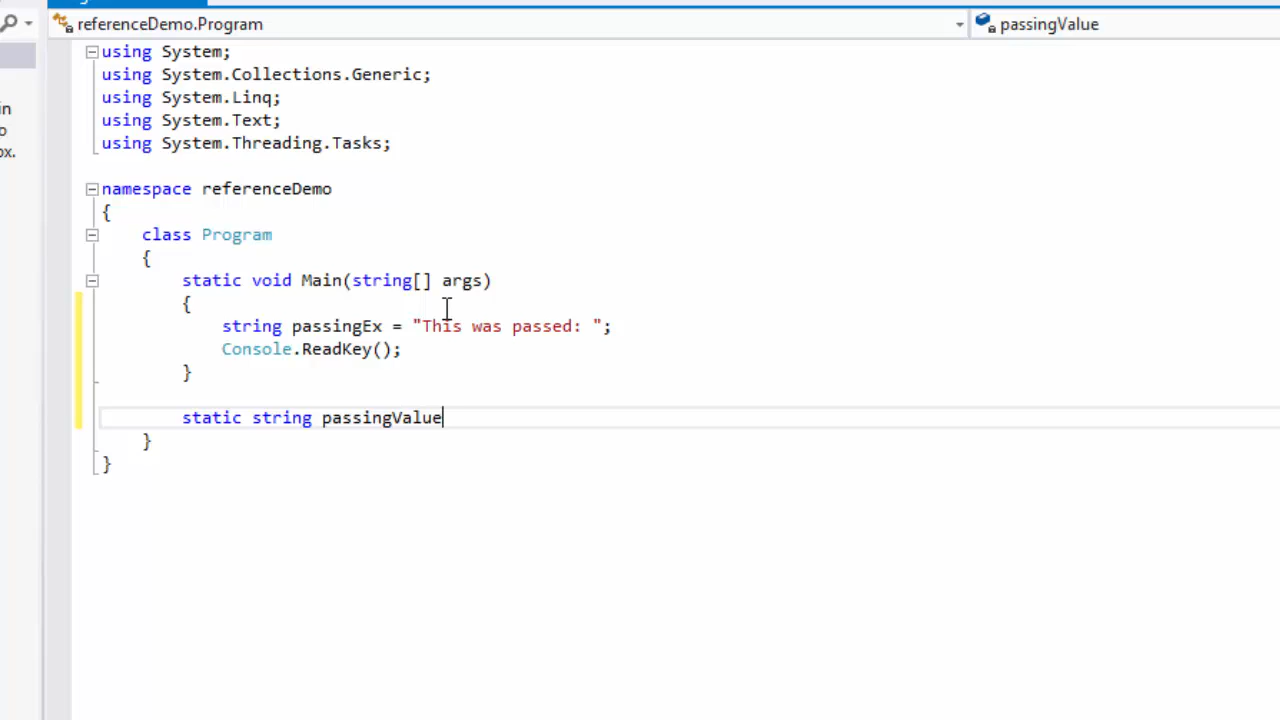 referenceDemo.Program passingValue
using System;
using System.Collections.Generic;
using System.Linq;
using System.Text;
using System.Threading.Tasks;
in
namespace referenceDemo
{
class Program
{
static void Main(string[] args)
{
string passingEx = "This was passed: ";
Console.ReadKey();
}
static string passingValue
}
}